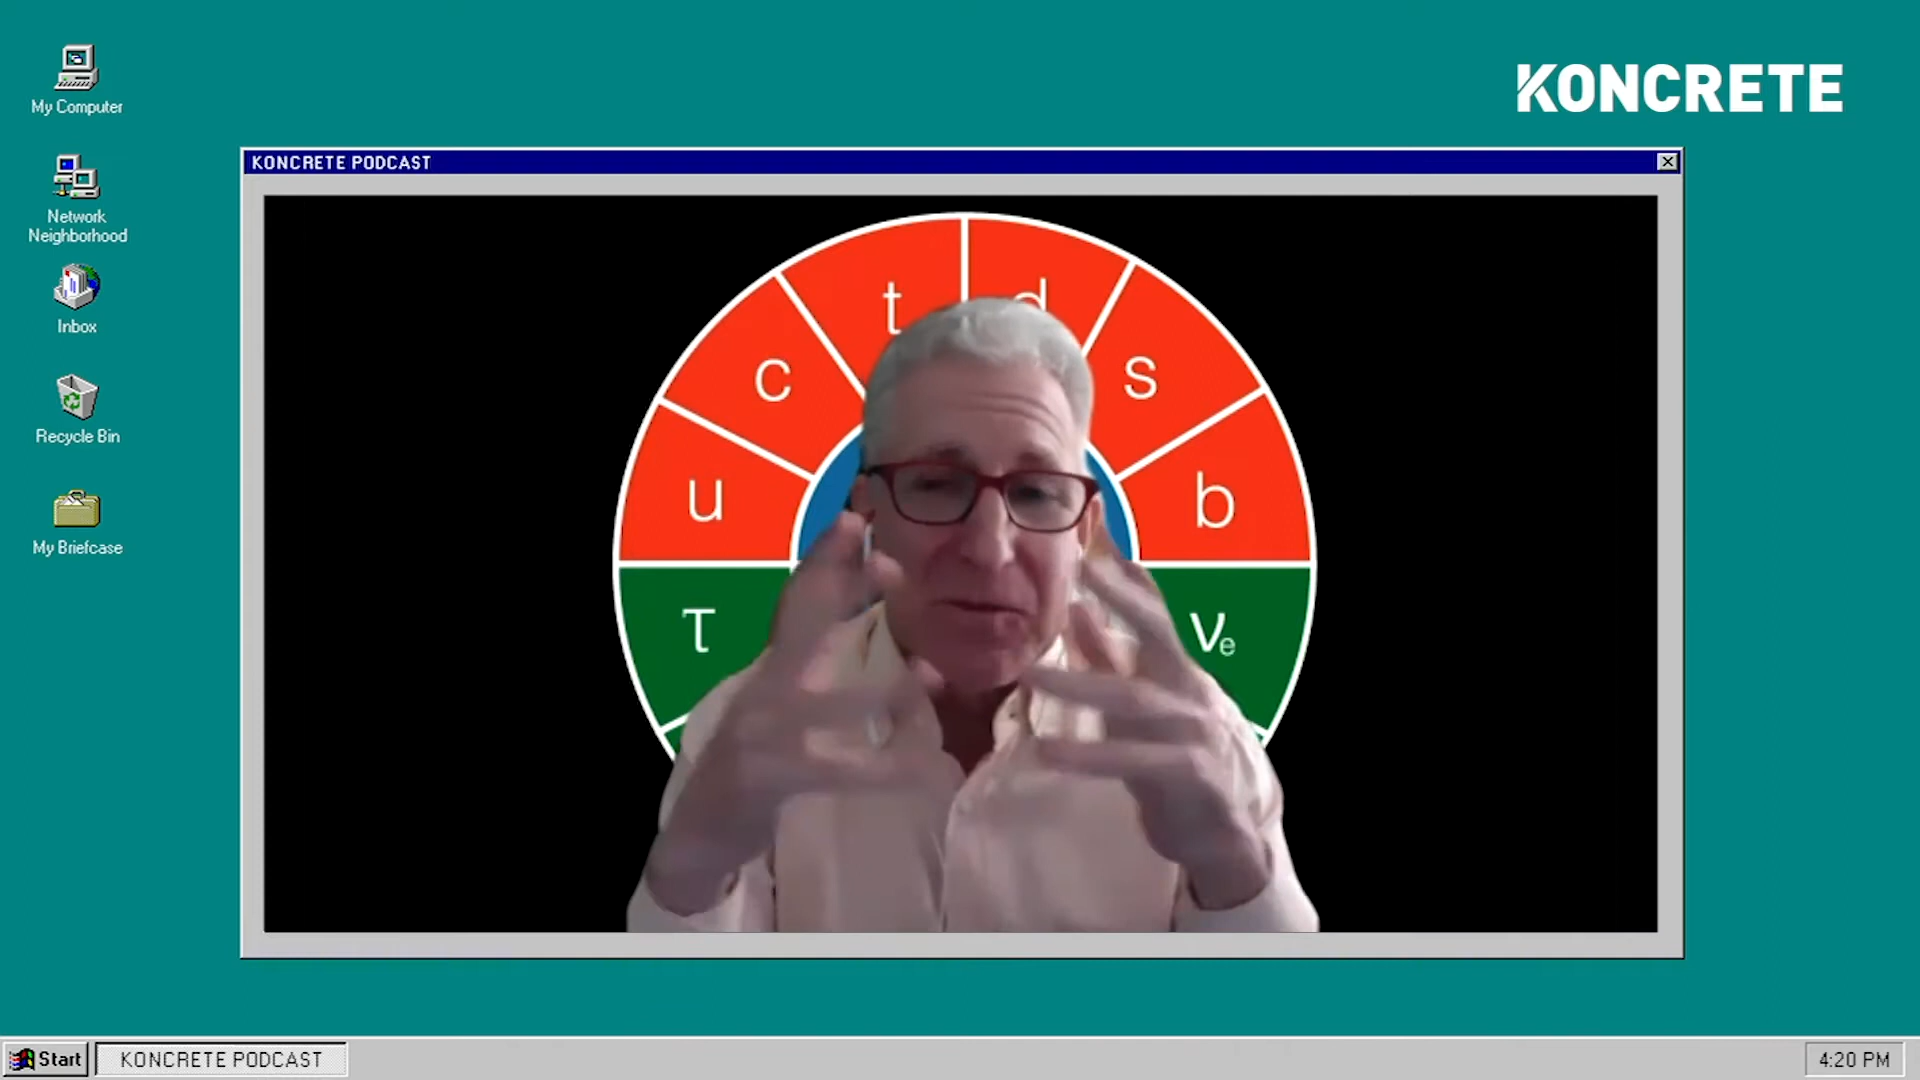 My Computer
Network
Neighborhood
Inbox
Recycle Bin
My Briefcase
KONCRETE
KONCRETE PODCAST
t
d
c
s
u
b
τ
νe
Start
KONCRETE PODCAST
4:20 PM